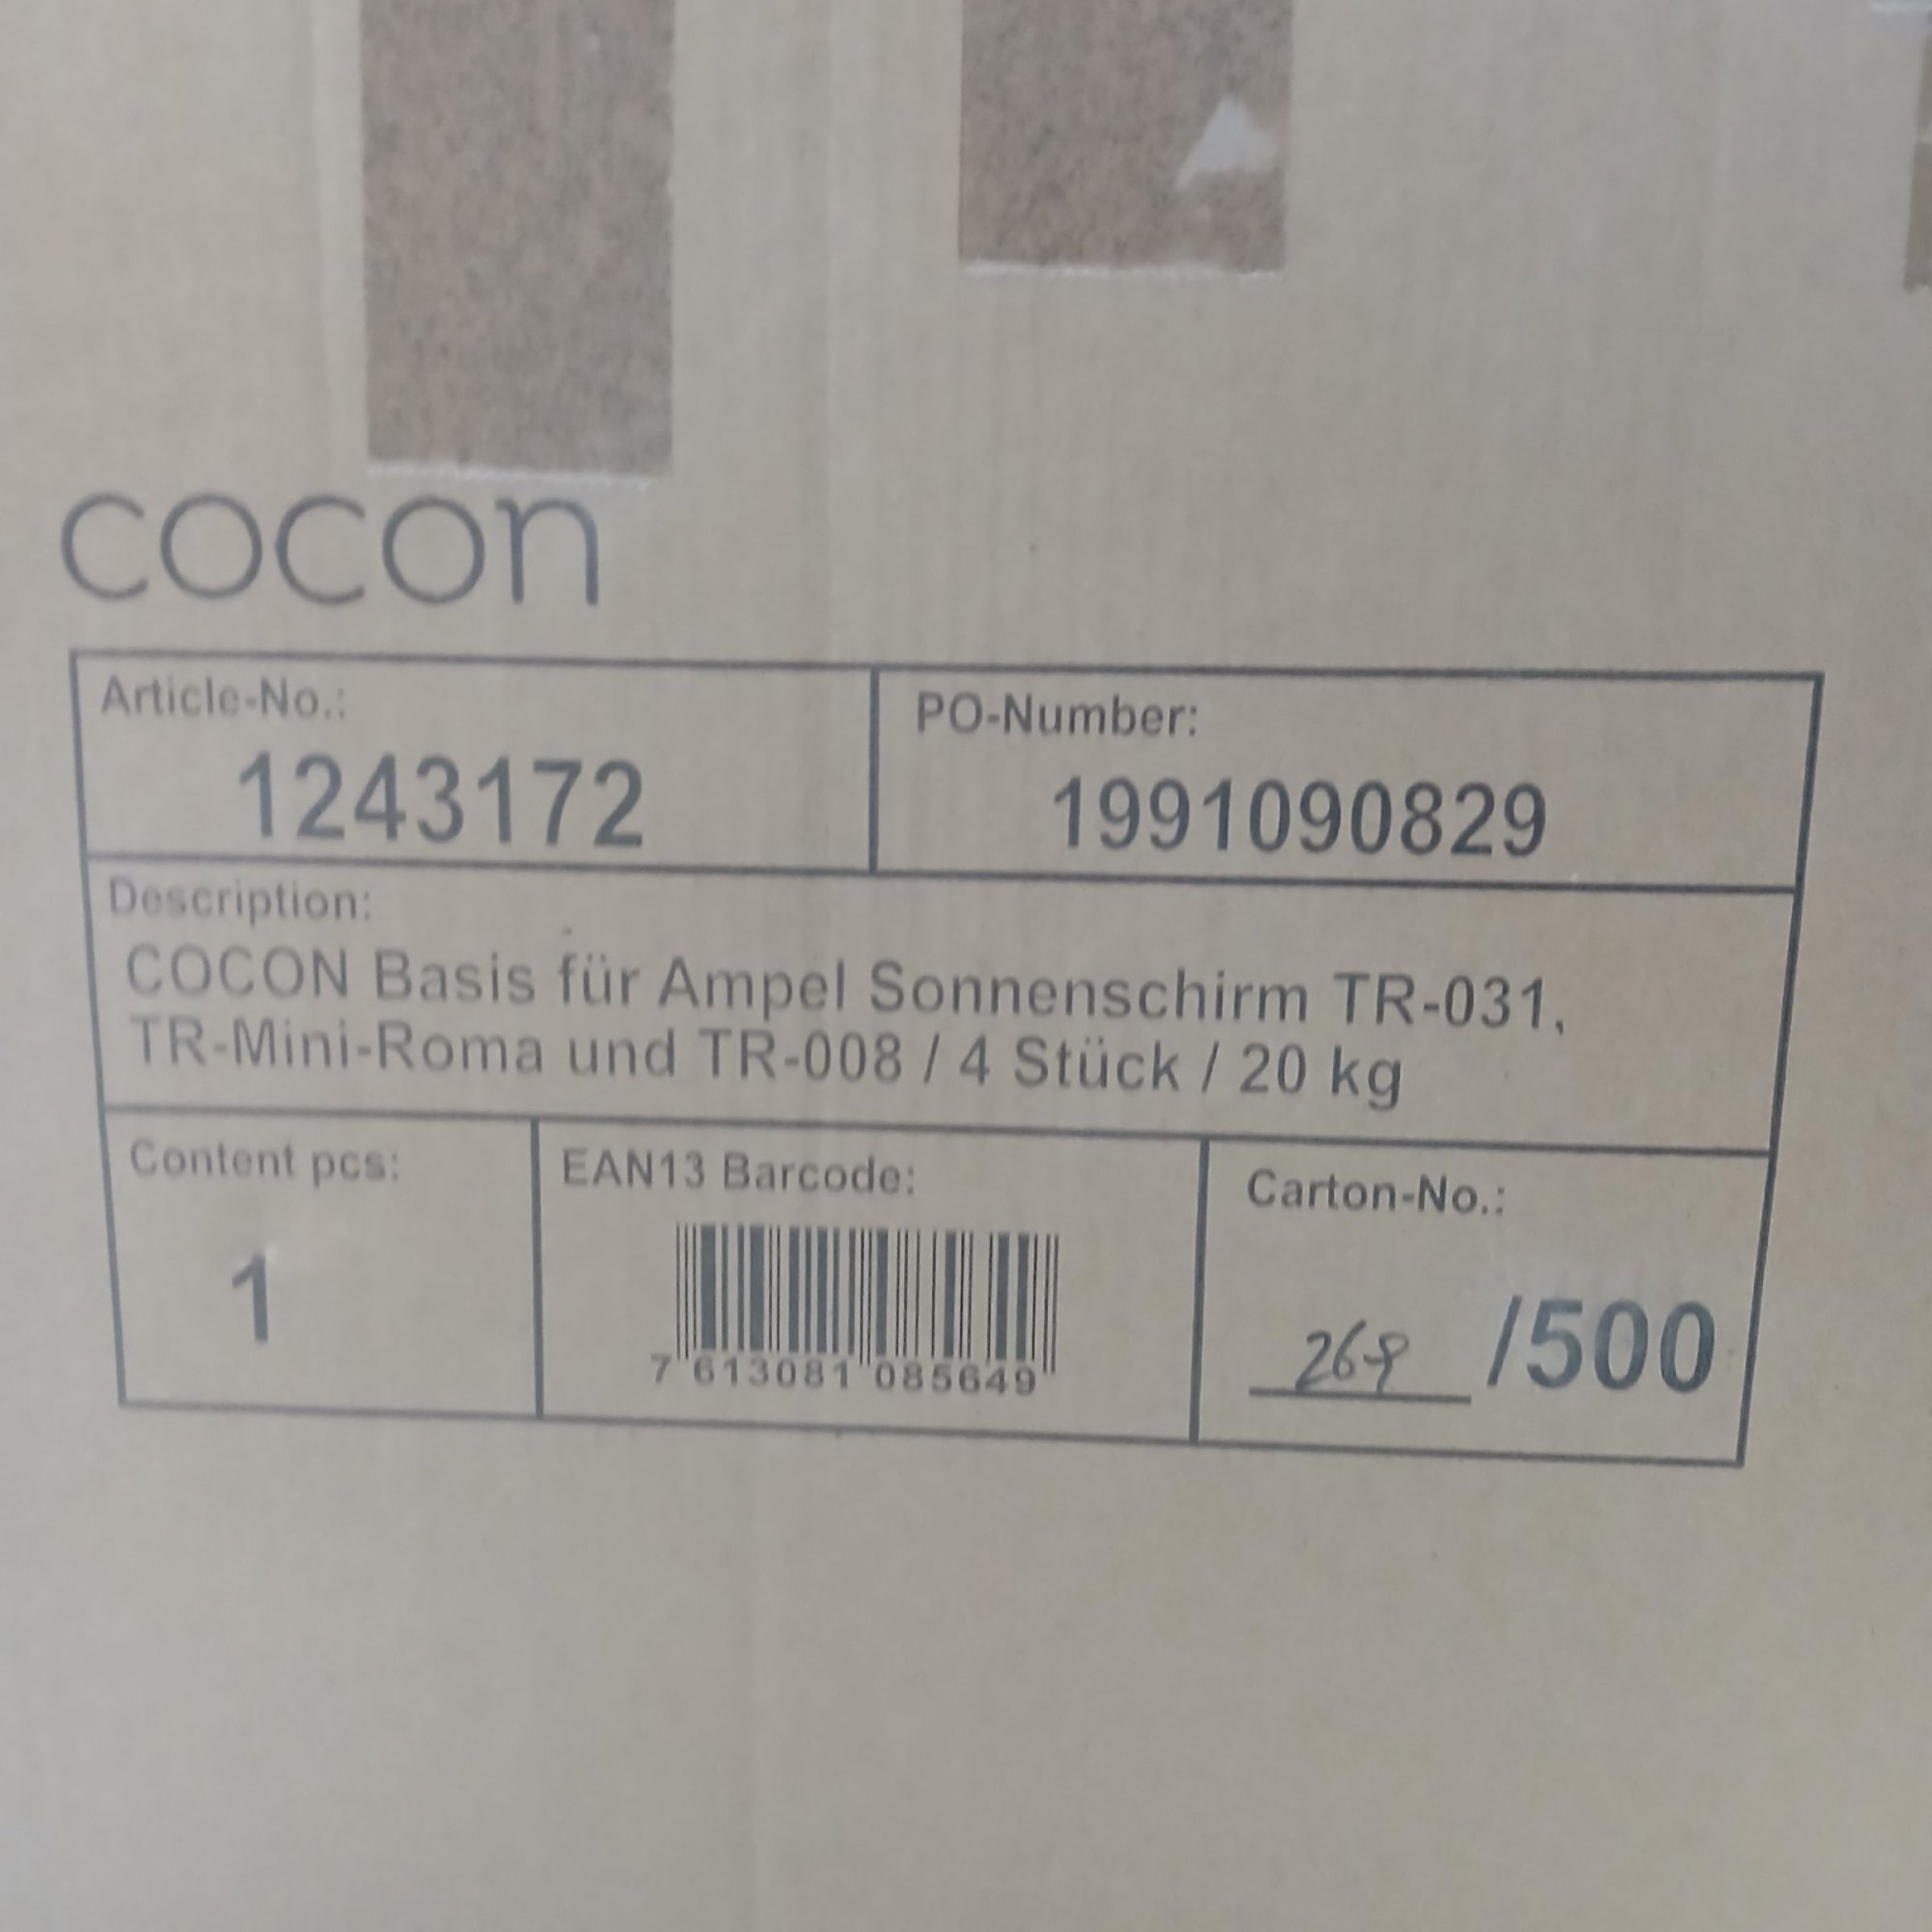 cocon
Article-No.:
1243172
PO-Number:
1991090829
Description:
COCON Basis für Ampel Sonnenschirm TR-031,
TR-Mini-Roma und TR-008 / 4 Stück / 20 kg
Content pcs:
1
EAN13 Barcode:
7 613081 085649
Carton-No.:
/500